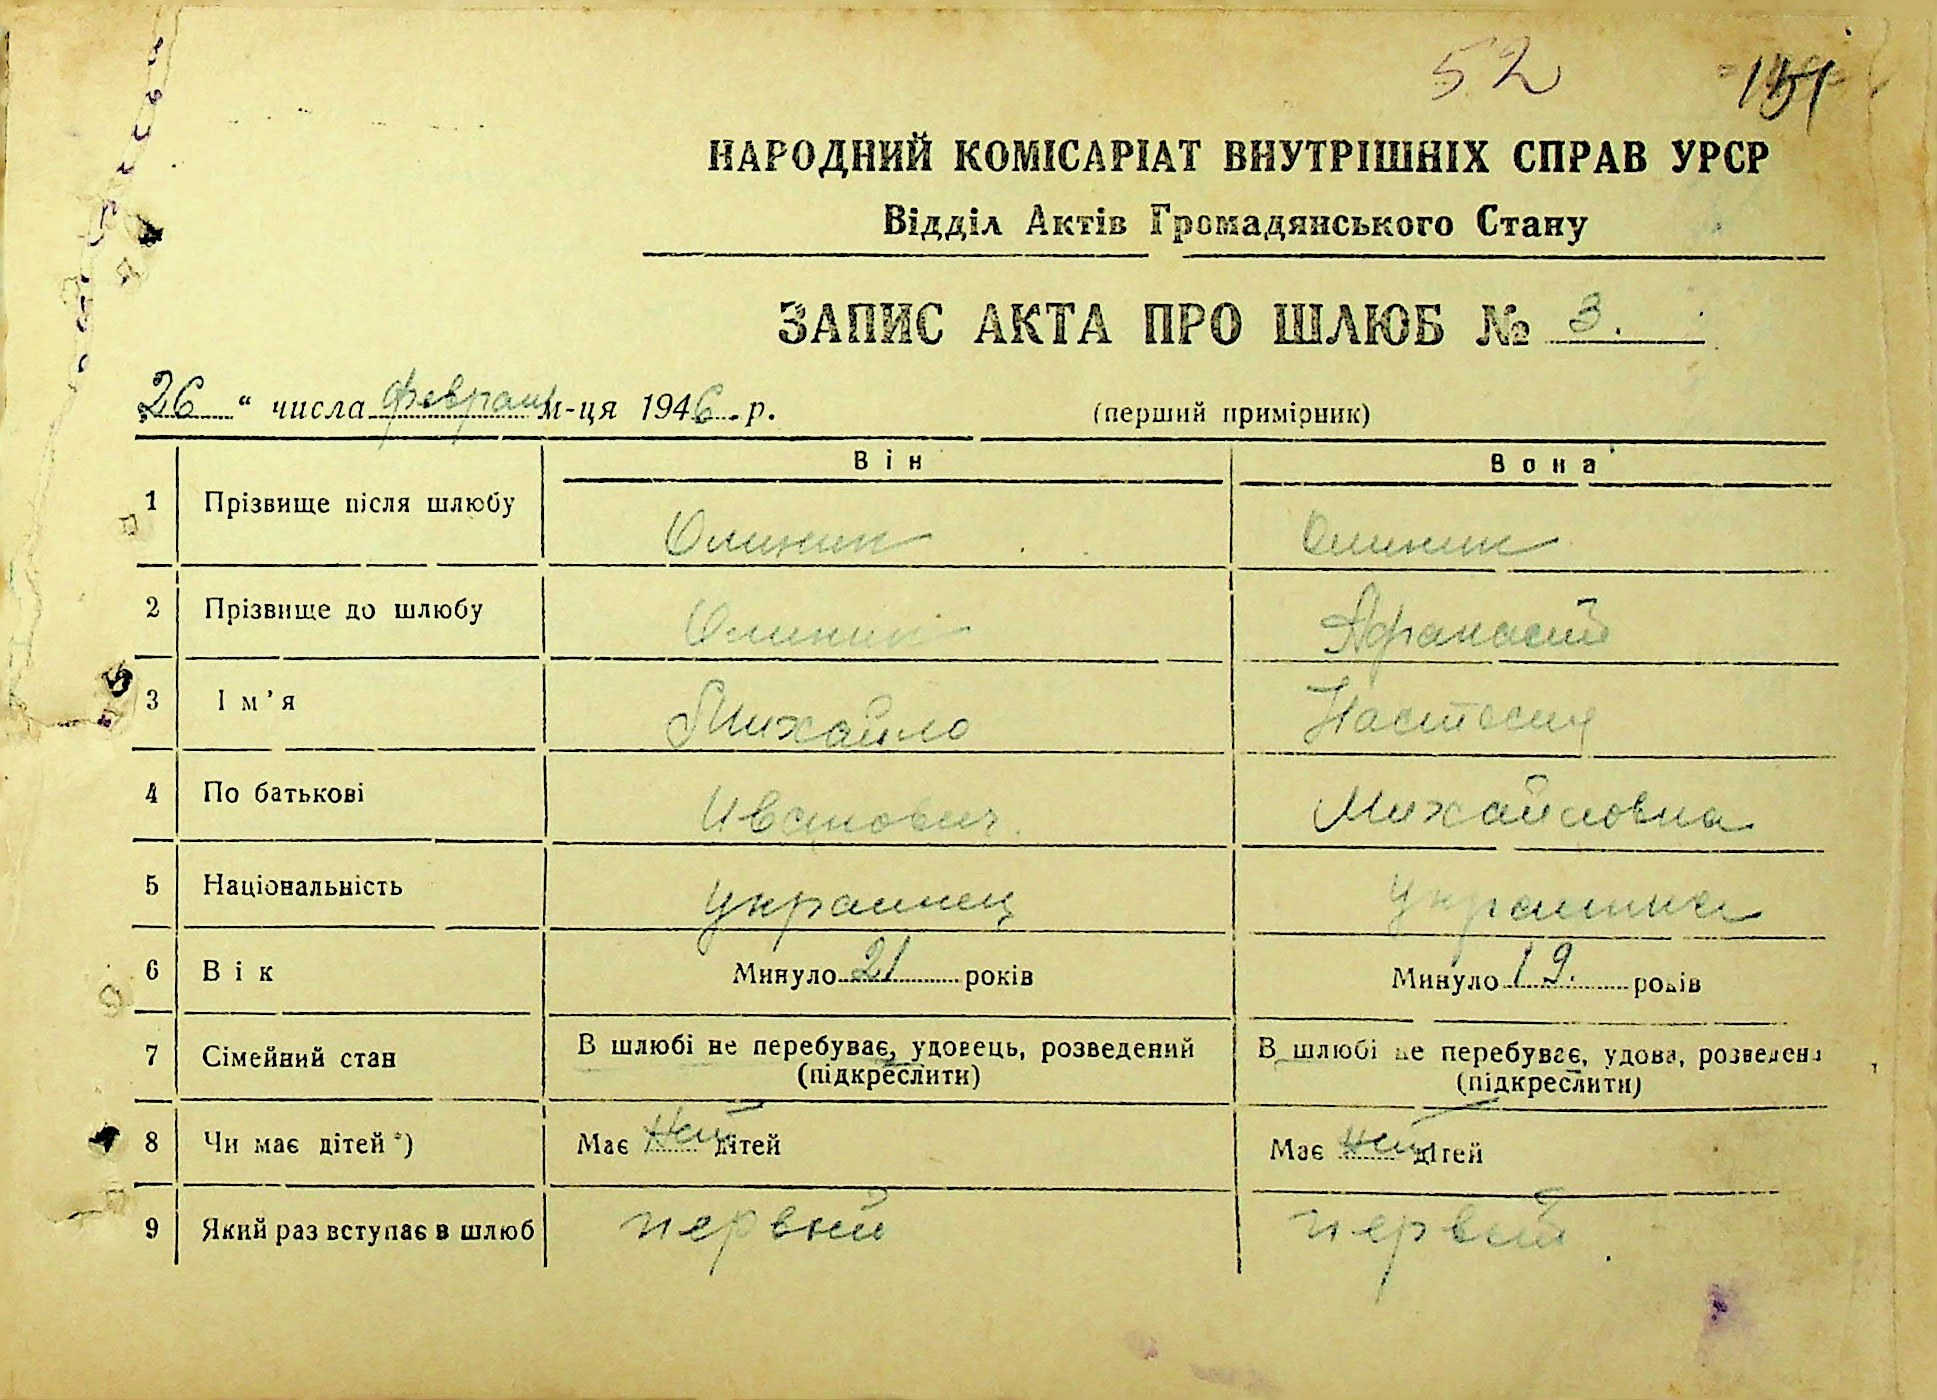 52
151
НАРОДНИЙ КОМІСАРІАТ ВНУТРІШНІХ СПРАВ УРСР
Відділ Актів Громадянського Стану
ЗАПИС АКТА ПРО ШЛЮБ № 3.
26 " числа февраля м-ця 1946 р.
(перший примірник)
Він Вона
1 Прізвище після шлюбу Олиник Олиник
2 Прізвище до шлюбу Олиник Афранасий
3 Ім'я Михайло Настасия
4 По батькові Иванович Михайловна
5 Національність Украинец Украинка
6 Вік Минуло 21 років Минуло 19. років
7 Сімейний стан В шлюбі не перебуває, удовець, розведений В шлюбі не перебуває, удова, розведена
(підкреслити) (підкреслити)
8 Чи має дітей *) Має нет дітей Має нет дітей
9 Який раз вступає в шлюб первый первый